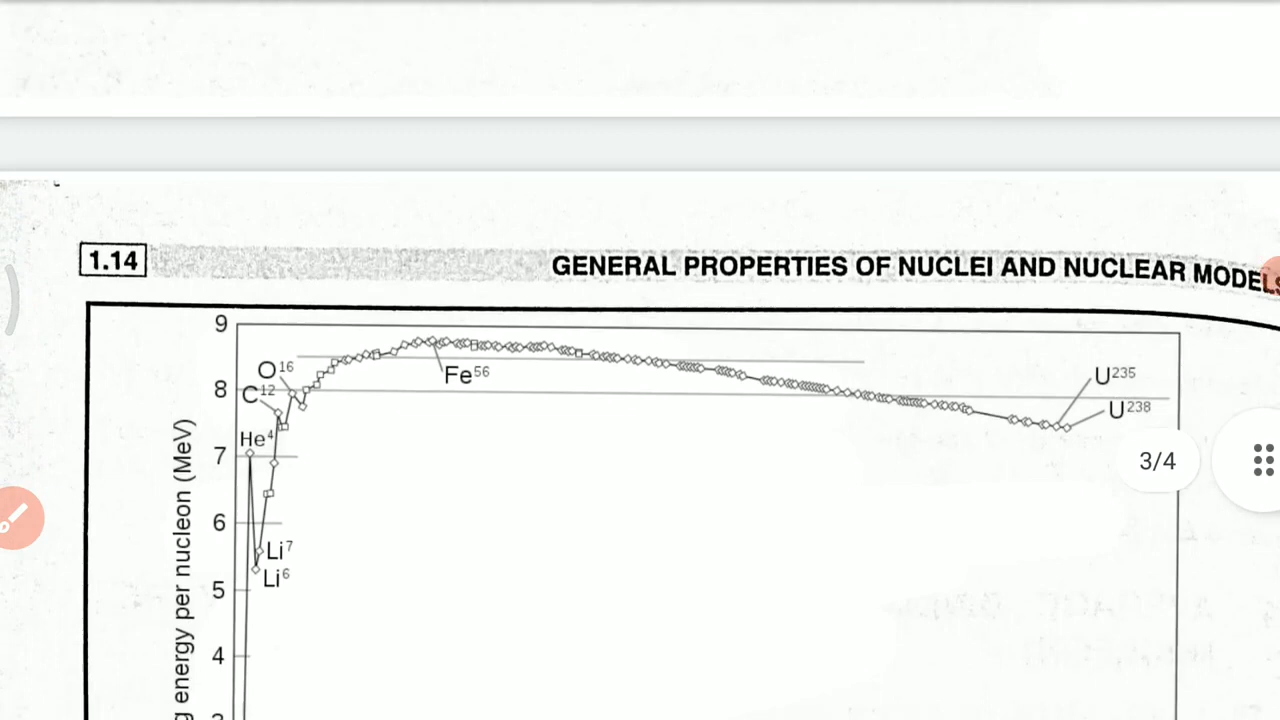 1.14
GENERAL PROPERTIES OF NUCLEI AND NUCLEAR MODELS
9
O16
Fe56
U235
8
C12
U238
He4
7
3/4
6
Li7
Li6
5
4
energy per nucleon (MeV)